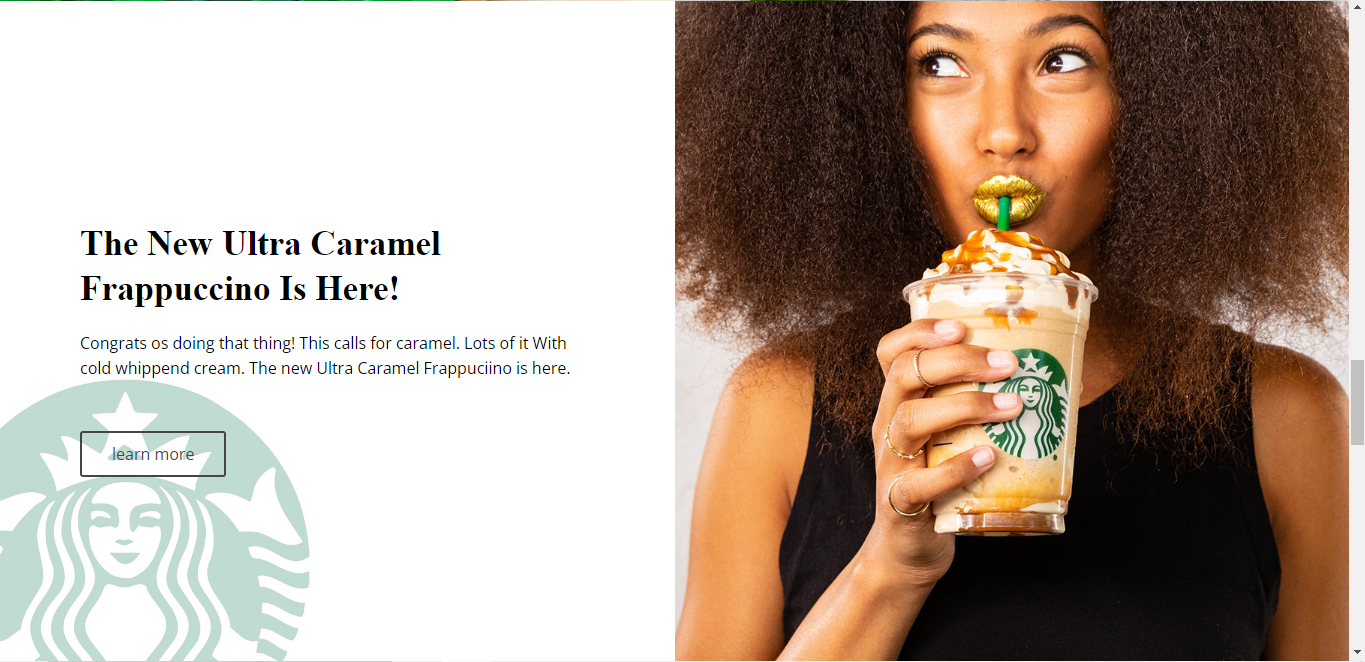 The New Ultra Caramel
Frappuccino Is Here!
Congrats os doing that thing! This calls for caramel. Lots of it With
cold whippend cream. The new Ultra Caramel Frappuciino is here.
learn more